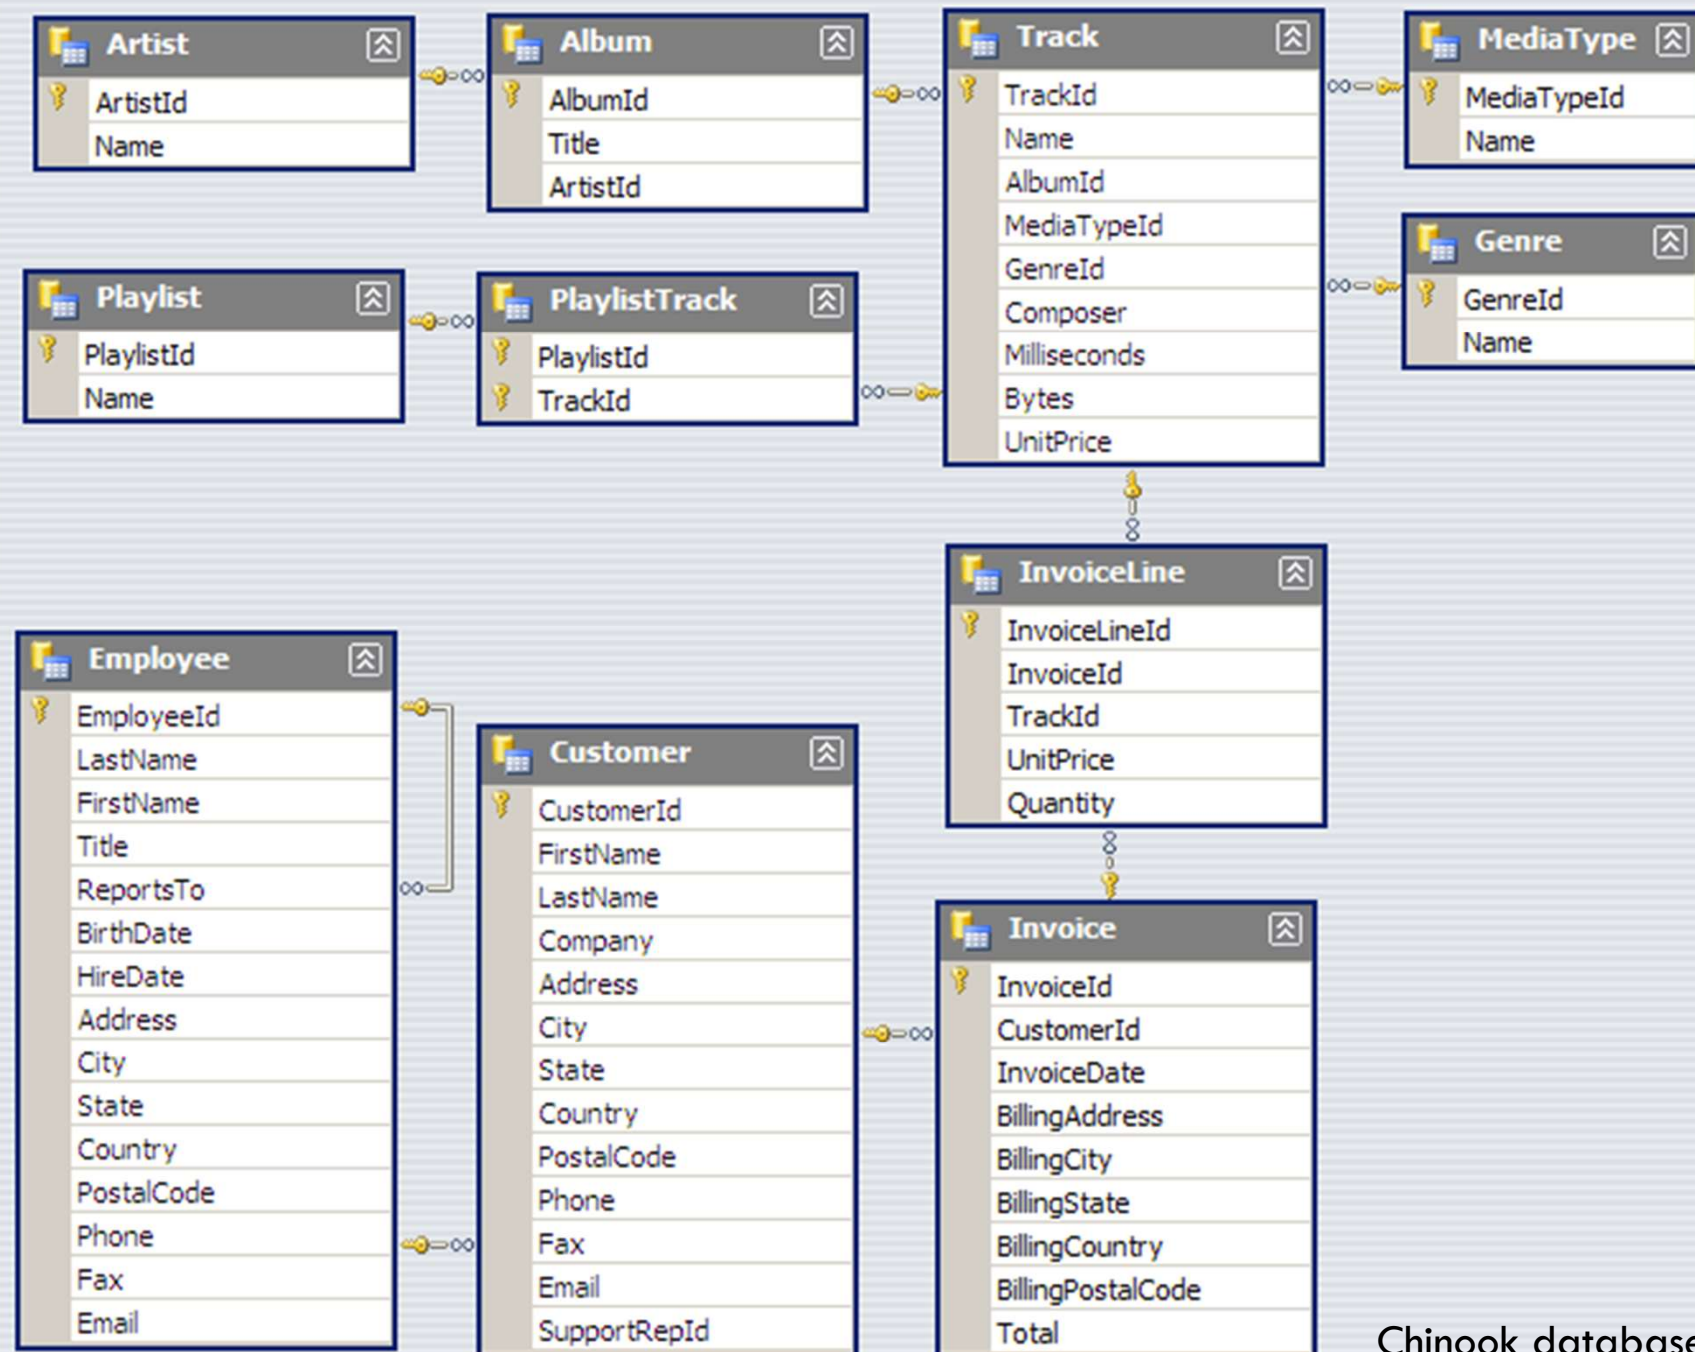 Artist
ArtistId
Name
Album
AlbumId
Title
ArtistId
Track
TrackId
Name
AlbumId
MediaTypeId
GenreId
Composer
Milliseconds
Bytes
UnitPrice
MediaType
MediaTypeId
Name
Genre
GenreId
Name
Playlist
PlaylistId
Name
PlaylistTrack
PlaylistId
TrackId
InvoiceLine
InvoiceLineId
InvoiceId
TrackId
UnitPrice
Quantity
Employee
EmployeeId
LastName
FirstName
Title
ReportsTo
BirthDate
HireDate
Address
City
State
Country
PostalCode
Phone
Fax
Email
Customer
CustomerId
FirstName
LastName
Company
Address
City
State
Country
PostalCode
Phone
Fax
Email
SupportRepId
Invoice
InvoiceId
CustomerId
InvoiceDate
BillingAddress
BillingCity
BillingState
BillingCountry
BillingPostalCode
Total
Chinook database